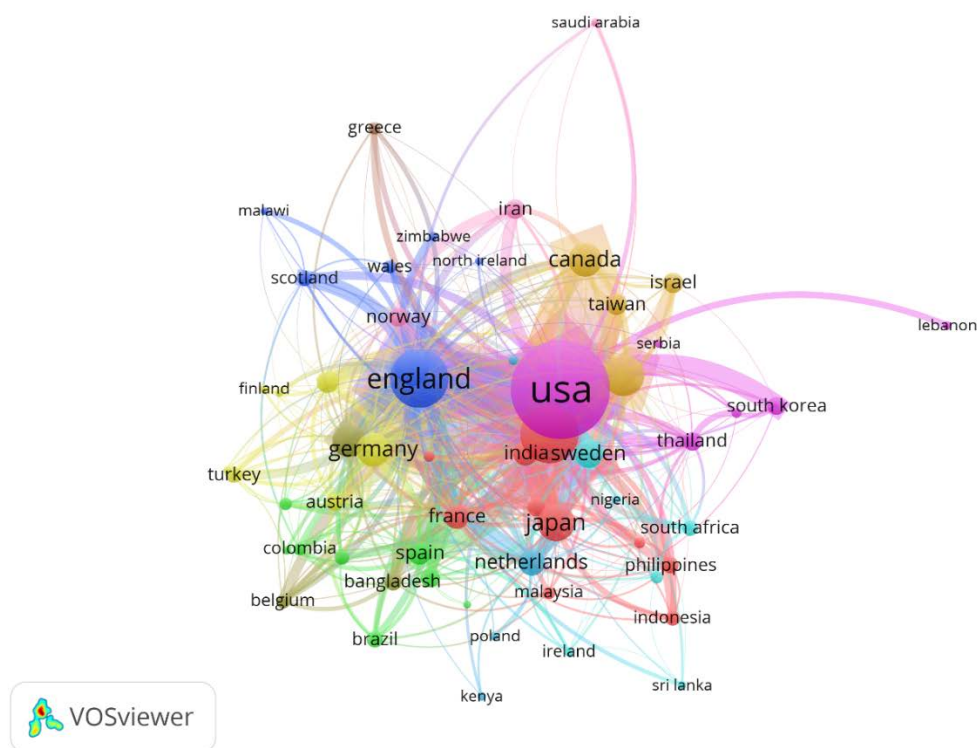 saudi arabia
greece
malawi
iran
zimbabwe
canada
north ireland
wales
scotland
israel
taiwan
norway
lebanon
serbia
england
usa
finland
south korea
germany
thailand
india
sweden
turkey
austria
nigeria
france
japan
south africa
colombia
spain
netherlands
philippines
bangladesh
malaysia
belgium
indonesia
brazil
poland
ireland
sri lanka
kenya
VOSviewer